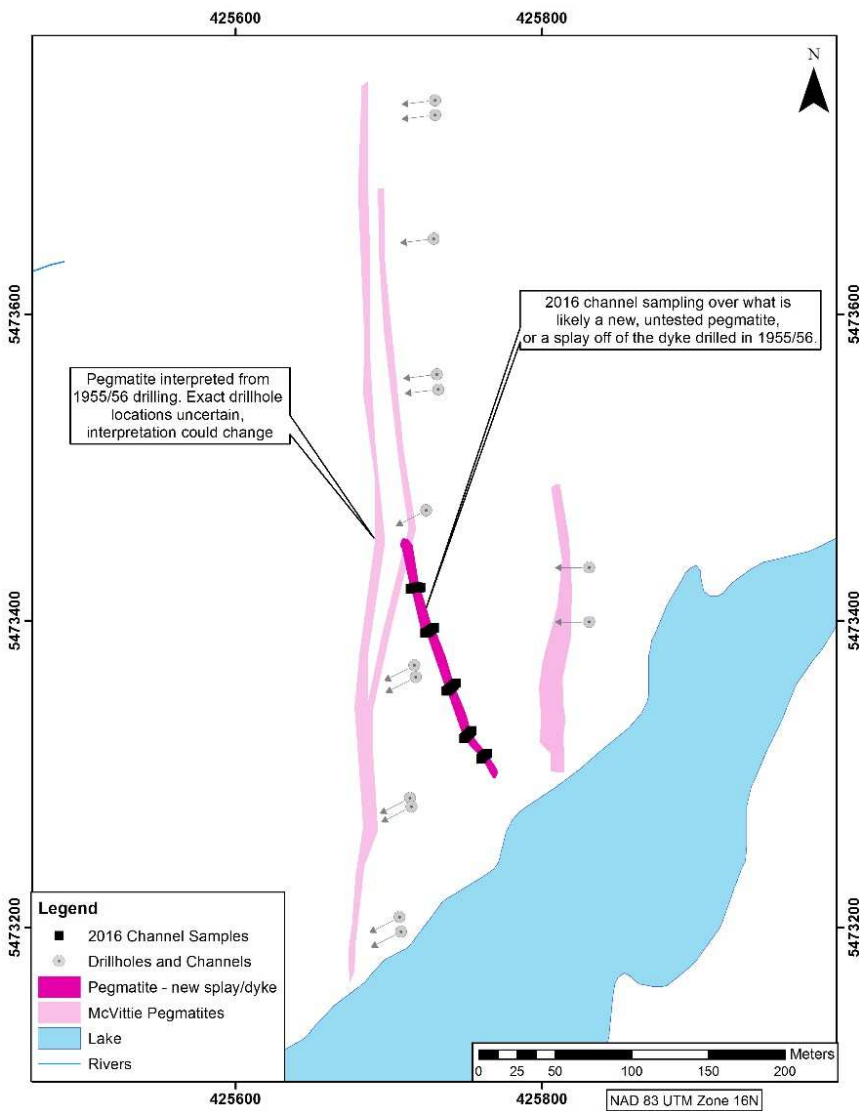 425600
425800
N
5473600
5473600
2016 channel sampling over what is
likely a new, untested pegmatite,
or a splay off of the dyke drilled in 1955/56.
Pegmatite interpreted from
1955/56 drilling. Exact drillhole
locations uncertain,
interpretation could change
5473400
5473400
5473200
5473200
Legend
2016 Channel Samples
Drillholes and Channels
Pegmatite - new splay/dyke
McVittie Pegmatites
Lake
Rivers
Meters
0 25 50 100 150 200
NAD 83 UTM Zone 16N
425600
425800